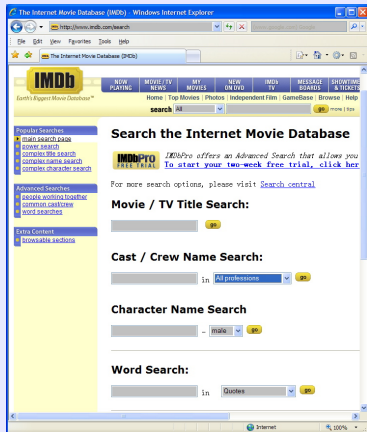 The Internet Movie Database (IMDb) - Windows Internet Explorer
http://www.imdb.com/search
File Edit View Favorites Tools Help
The Internet Movie Database (IMDb)
IMDb
Earth's Biggest Movie Database™
NOW PLAYING
MOVIE/TV NEWS
MY MOVIES
NEW ON DVD
IMDb TV
MESSAGE BOARDS
SHOWTIMES & TICKETS
Home | Top Movies | Photos | Independent Film | GameBase | Browse | Help
search All go more | tips
Popular Searches
main search page
power search
complex title search
complex name search
complex character search
Advanced Searches
people working together
common cast/crew
word searches
Extra Content
browsable sections
Search the Internet Movie Database
IMDbPro FREE TRIAL
IMDbPro offers an Advanced Search that allows you
To start your two-week free trial, click her
For more search options, please visit Search central
Movie / TV Title Search:
go
Cast / Crew Name Search:
in All professions go
Character Name Search
- male go
Word Search:
in Quotes go
Internet 100%